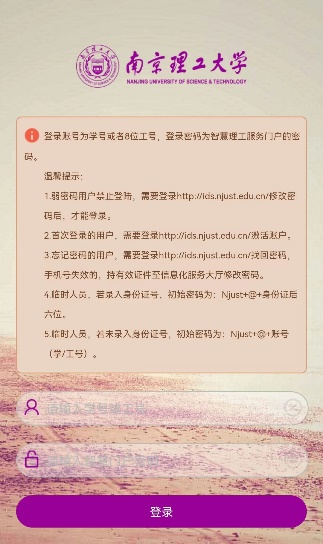 南京理工大学
NANJING UNIVERSITY OF SCIENCE & TECHNOLOGY
登录账号为学号或者8位工号，登录密码为智慧理工服务门户的密
码。
温馨提示：
1.弱密码用户禁止登陆，需要登录http://ids.njust.edu.cn/修改密
码后，才能登录。
2.首次登录的用户，需要登录http://ids.njust.edu.cn/激活账户。
3.忘记密码的用户，需要登录http://ids.njust.edu.cn/找回密码，
手机号失效的，持有效证件至信息化服务大厅修改密码。
4.临时人员，若录入身份证号，初始密码为：Njust+@+身份证后
六位。
5.临时人员，若未录入身份证号，初始密码为：Njust+@+账号
（学/工号）。
登录